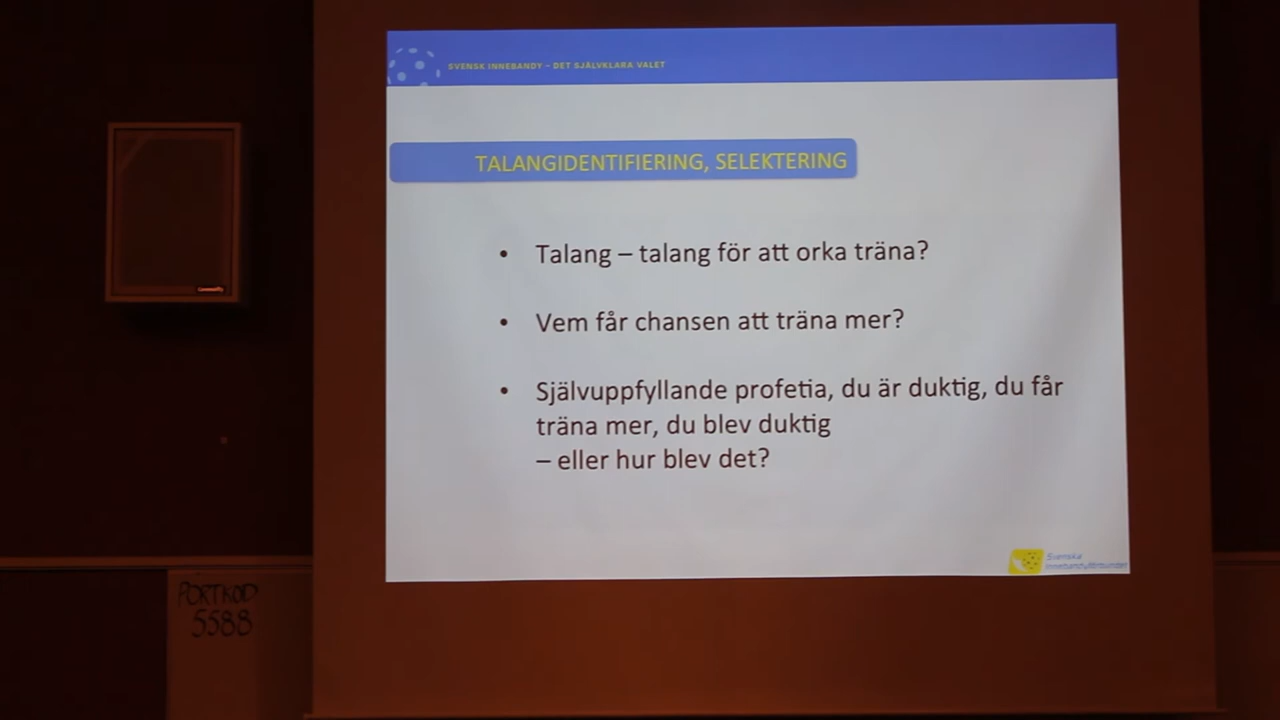 SVENSK INNEBANDY – DET SJÄLVKLARA VALET
TALANGIDENTIFIERING, SELEKTERING
• Talang – talang för att orka träna?
• Vem får chansen att träna mer?
• Självuppfyllande profetia, du är duktig, du får
träna mer, du blev duktig
– eller hur blev det?
Svenska
Innebandyförbundet
PORTKOD
5588